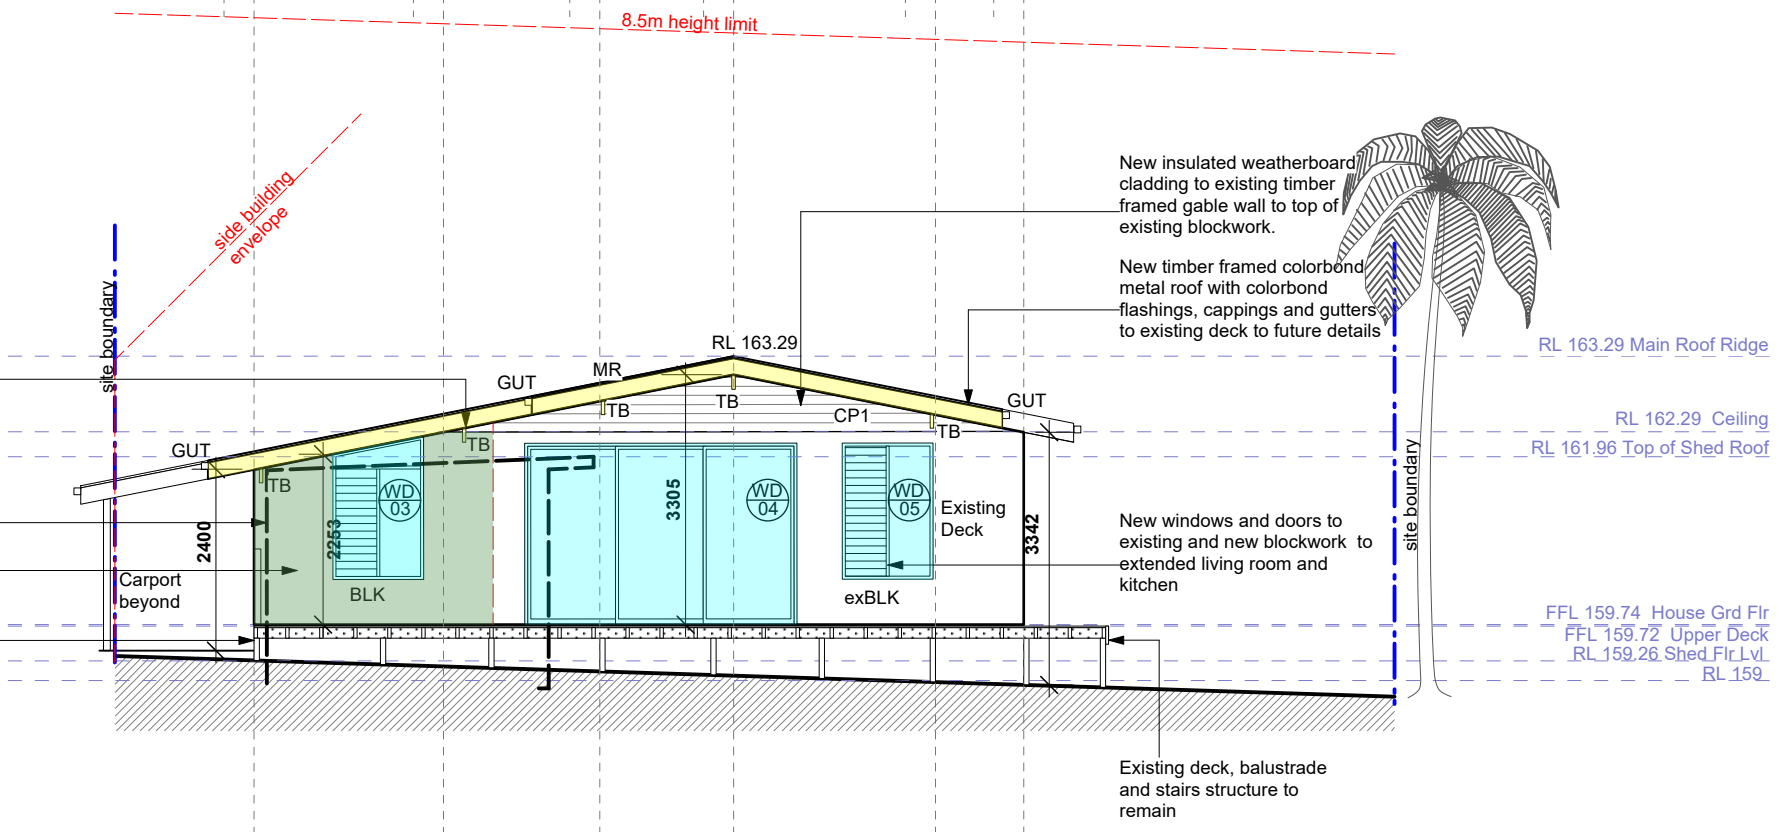 8.5m height limit
side building
envelope
site boundary
New insulated weatherboard
cladding to existing timber
framed gable wall to top of
existing blockwork.
New timber framed colorbond
metal roof with colorbond
flashings, cappings and gutters
to existing deck to future details
RL 163.29
RL 163.29 Main Roof Ridge
GUT
MR
GUT
TB
TB
TB
CP1
TB
GUT
RL 162.29 Ceiling
RL 161.96 Top of Shed Roof
GUT
TB
WD
03
WD
04
WD
05
Existing
Deck
2400
2253
3305
3342
site boundary
New windows and doors to
existing and new blockwork to
extended living room and
kitchen
Carport
beyond
BLK
exBLK
FFL 159.74 House Grd Flr
FFL 159.72 Upper Deck
RL 159.26 Shed Flr Lvl
RL 159
Existing deck, balustrade
and stairs structure to
remain